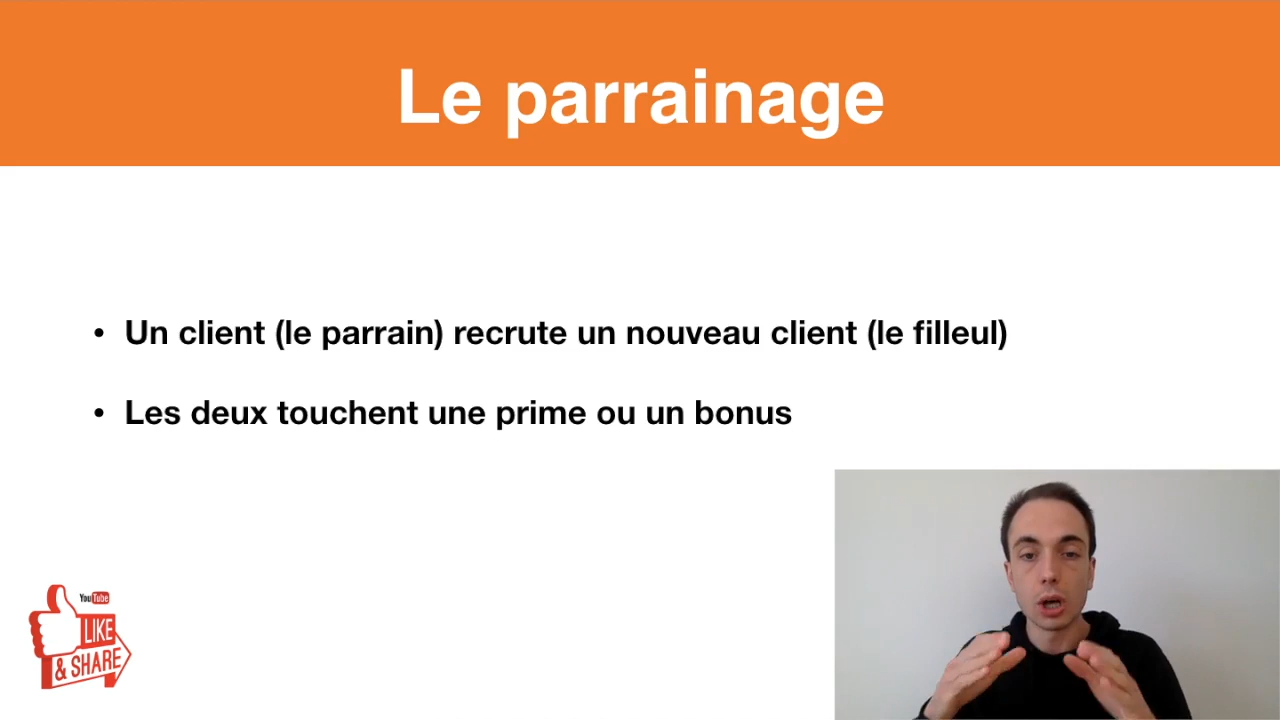 Le parrainage
• Un client (le parrain) recrute un nouveau client (le filleul)
• Les deux touchent une prime ou un bonus
YouTube
LIKE
& SHARE